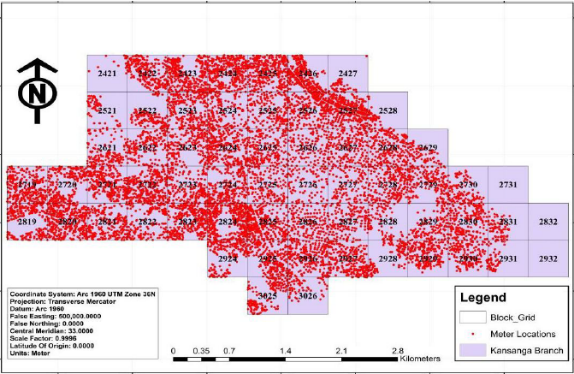 N
2421 2422 2423 2424 2425 2426 2427
2521 2522 2523 2524 2525 2526 2527 2528
2621 2622 2623 2624 2625 2626 2627 2628 2629
2719 2720 2721 2722 2723 2724 2725 2726 2727 2728 2729 2730 2731
2819 2820 2821 2822 2823 2824 2825 2826 2827 2828 2829 2830 2831 2832
2924 2925 2926 2927 2928 2929 2930 2931 2932
3025 3026
Coordinate System: Arc 1960 UTM Zone 36N
Projection: Transverse Mercator
Datum: Arc 1960
False Easting: 500,000.0000
False Northing: 0.0000
Central Meridian: 33.0000
Scale Factor: 0.9996
Latitude Of Origin: 0.0000
Units: Meter
0 0.35 0.7 1.4 2.1 2.8
Kilometers
Legend
Block_Grid
Meter Locations
Kansanga Branch